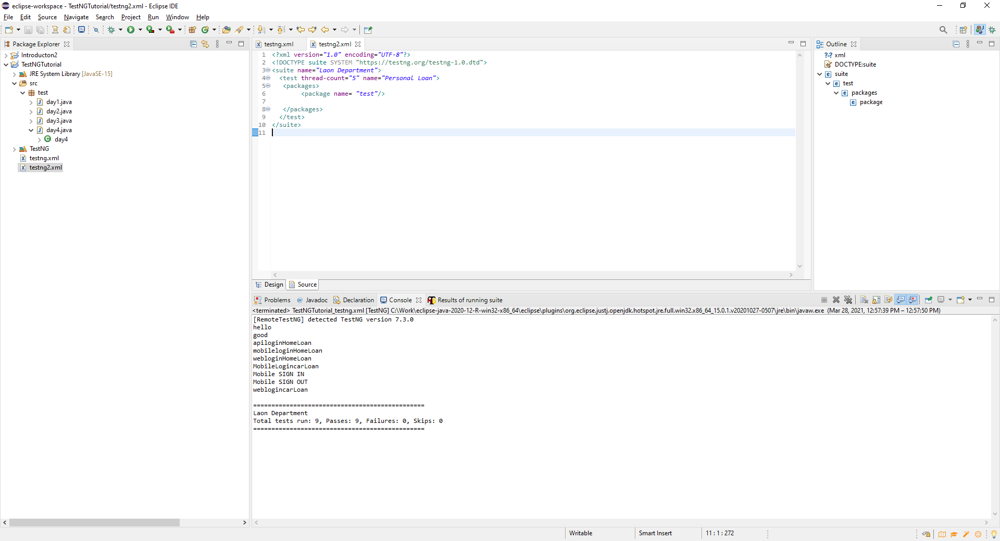 eclipse-workspace - TestNGTutorial/testng2.xml - Eclipse IDE
File Edit Source Navigate Search Project Run Window Help
Package Explorer
Introducton2
TestNGTutorial
JRE System Library [JavaSE-15]
src
test
day1.java
day2.java
day3.java
day4.java
day4
TestNG
testng.xml
testng2.xml
testng.xml testng2.xml
1 <?xml version="1.0" encoding="UTF-8"?>
2 <!DOCTYPE suite SYSTEM "https://testng.org/testng-1.0.dtd">
3 <suite name="Laon Department">
4 <test thread-count="5" name="Personal Loan">
5 <packages>
6 <package name= "test"/>
7
8 </packages>
9 </test>
10 </suite>
11
Design Source
Outline
?-? xml
DOCTYPE:suite
suite
test
packages
package
Problems @ Javadoc Declaration Console Results of running suite
<terminated> TestNGTutorial_testng.xml [TestNG] C:\Work\eclipse-java-2020-12-R-win32-x86_64\eclipse\plugins\org.eclipse.justj.openjdk.hotspot.jre.full.win32.x86_64_15.0.1.v20201027-0507\jre\bin\javaw.exe (Mar 28, 2021, 12:57:39 PM – 12:57:50 PM)
[RemoteTestNG] detected TestNG version 7.3.0
hello
good
apiloginHomeLoan
mobileloginHomeLoan
webloginHomeLoan
MobileLogincarLoan
Mobile SIGN IN
Mobile SIGN OUT
weblogincarLoan
===============================================
Laon Department
Total tests run: 9, Passes: 9, Failures: 0, Skips: 0
===============================================
Writable Smart Insert 11 : 1 : 272